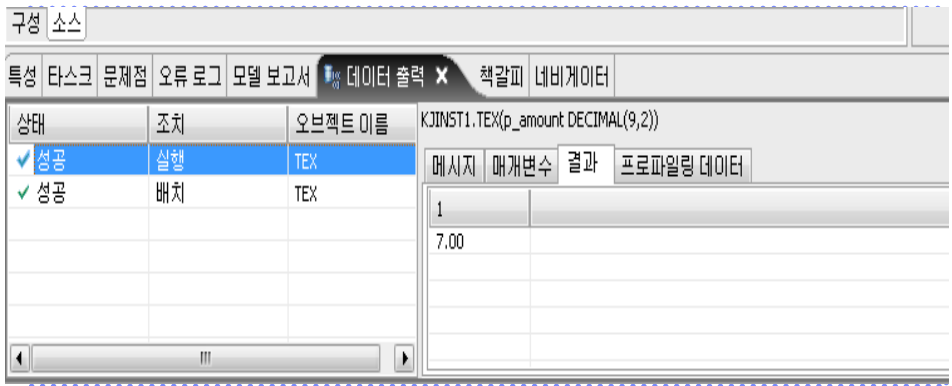 구성 소스
특성 타스크 문제점 오류 로그 모델 보고서 데이터 출력 책갈피 네비게이터
상태 조치 오브젝트 이름 KJINST1.TEX(p_amount DECIMAL(9,2))
성공 실행 TEX 메시지 매개변수 결과 프로파일링 데이터
성공 배치 TEX 1
7.00